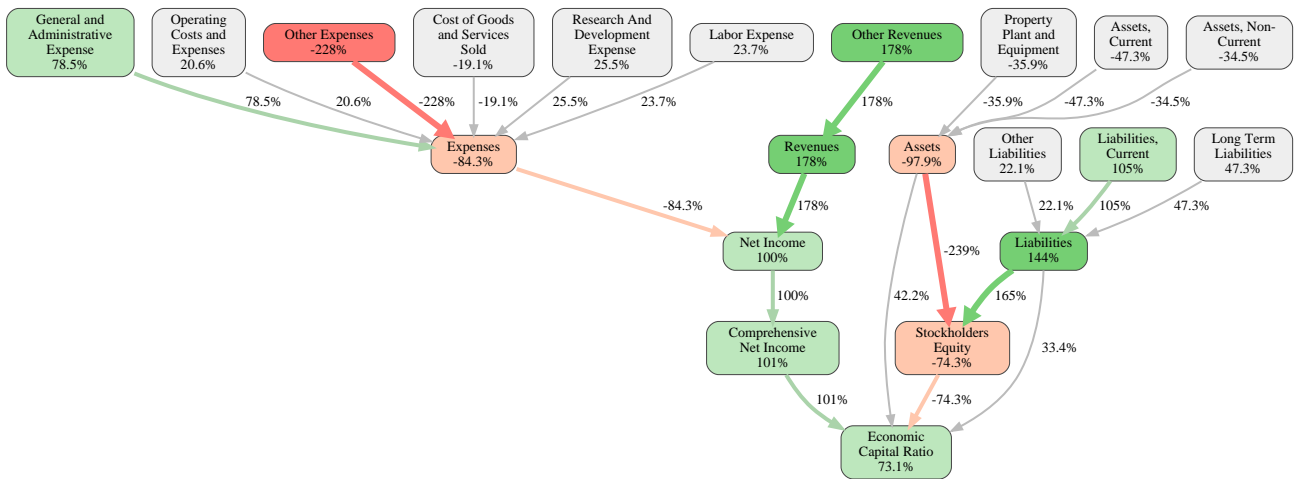 General and
Administrative
Expense
78.5%
Operating
Costs and
Expenses
20.6%
Other Expenses
-228%
Cost of Goods
and Services
Sold
-19.1%
Research And
Development
Expense
25.5%
Labor Expense
23.7%
Other Revenues
178%
Property
Plant and
Equipment
-35.9%
Assets,
Current
-47.3%
Assets, Non-
Current
-34.5%
78.5%
20.6%
-228%
-19.1%
25.5%
23.7%
178%
-35.9%
-47.3%
-34.5%
Expenses
-84.3%
Revenues
178%
Assets
-97.9%
Other
Liabilities
22.1%
Liabilities,
Current
105%
Long Term
Liabilities
47.3%
-84.3%
178%
22.1%
105%
47.3%
Net Income
100%
-239%
Liabilities
144%
100%
42.2%
165%
Comprehensive
Net Income
101%
Stockholders
Equity
-74.3%
33.4%
101%
-74.3%
Economic
Capital Ratio
73.1%